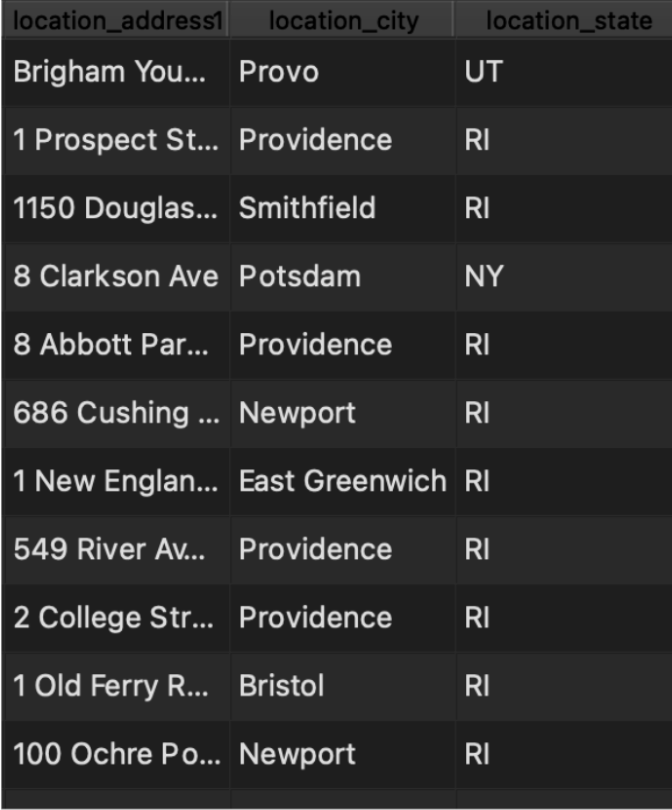 location_address1 location_city location_state
Brigham You... Provo UT
1 Prospect St... Providence RI
1150 Douglas... Smithfield RI
8 Clarkson Ave Potsdam NY
8 Abbott Par... Providence RI
686 Cushing ... Newport RI
1 New Englan... East Greenwich RI
549 River Av... Providence RI
2 College Str... Providence RI
1 Old Ferry R... Bristol RI
100 Ochre Po... Newport RI